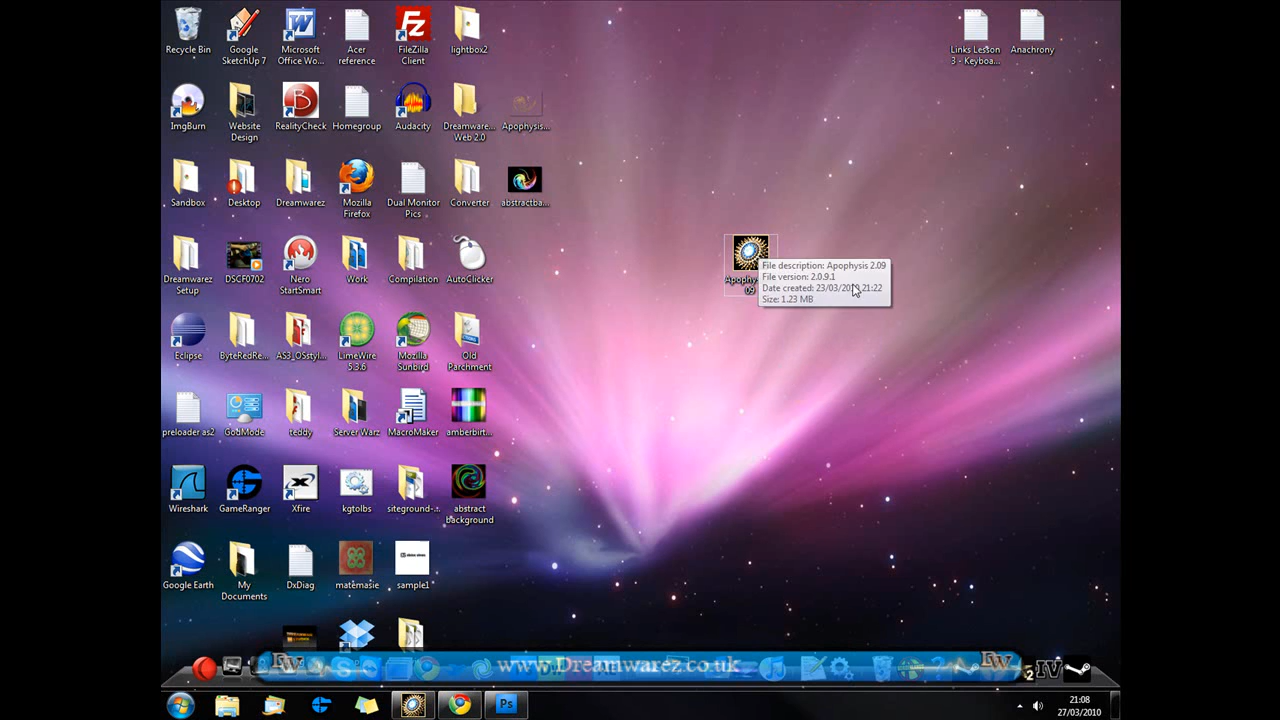 Recycle Bin
Google
SketchUp 7
Microsoft
Office Wo...
Acer
reference
FileZilla
Client
lightbox2
Links Lesson
3 - Keyboa...
Anachrony
ImgBurn
Website
Design
RealityCheck
Homegroup
Audacity
Dreamware...
Web 2.0
Apophysis...
Sandbox
Desktop
Dreamwarez
Mozilla
Firefox
Dual Monitor
Pics
Converter
abstractba...
Dreamwarez
Setup
DSCF0702
Nero
StartSmart
Work
Compilation
AutoClicker
File description: Apophysis 2.09
File version: 2.0.9.1
Date created: 23/03/2010 21:22
Size: 1.23 MB
Eclipse
ByteRedRe...
AS3_OSstyl...
LimeWire
5.3.6
Mozilla
Sunbird
Old
Parchment
preloader as2
GodMode
teddy
Server Warz
MacroMaker
amberbirt...
Wireshark
GameRanger
Xfire
kgtolbs
siteground-...
abstract
background
Google Earth
My
Documents
DxDiag
matemasie
sample1
www.Dreamwarez.co.uk
Ps
21:08
27/03/2010